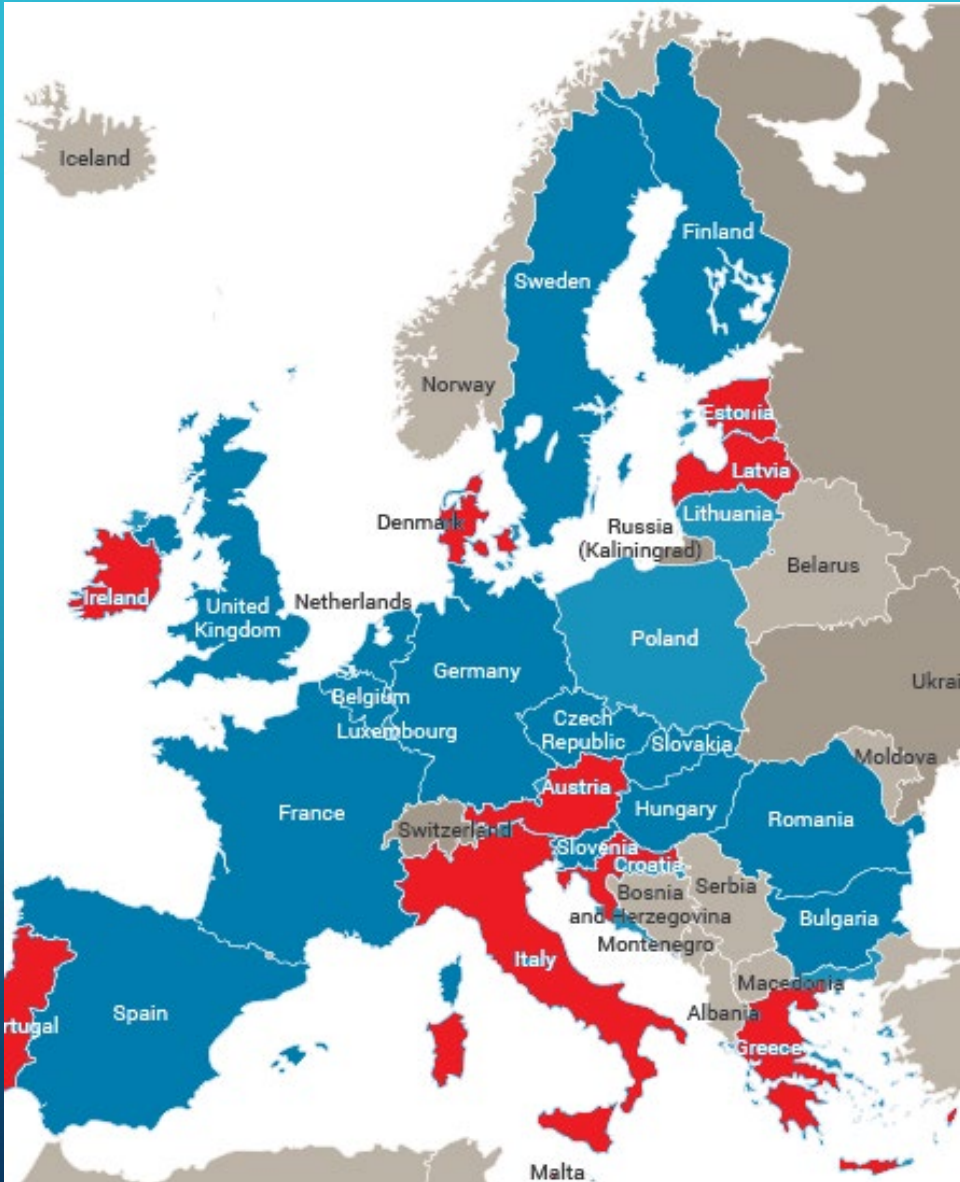 Iceland
Finland
Sweden
Norway
Estonia
Latvia
Denmark
Lithuania
Russia
(Kaliningrad)
Belarus
Ireland
United
Kingdom
Netherlands
Poland
Germany
Ukrai
Belgium
Luxembourg
Czech
Republic
Slovakia
Moldova
Austria
France
Hungary
Romania
Switzerland
Slovenia
Croatia
Bosnia
and Herzegovina
Serbia
Bulgaria
Montenegro
Italy
Macedonia
Spain
rtugal
Albania
Greece
Malta